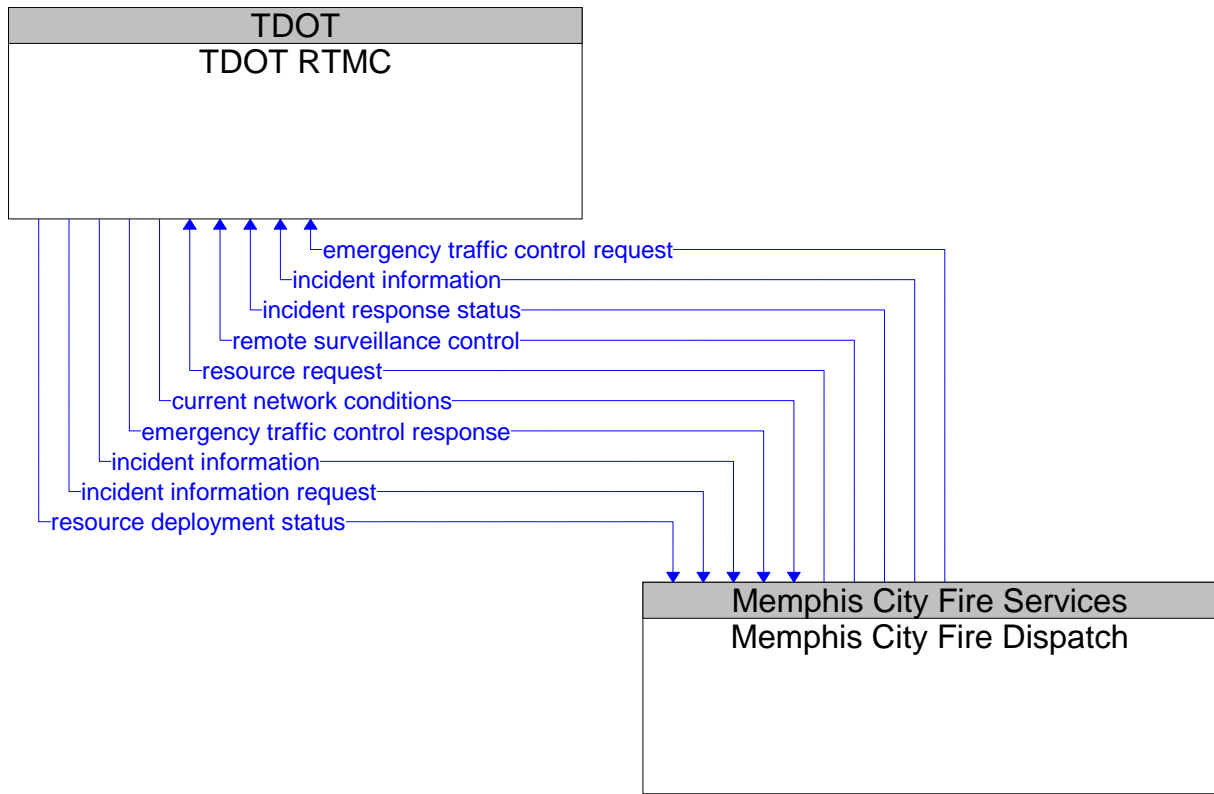 TDOT
TDOT RTMC
emergency traffic control request
incident information
incident response status
remote surveillance control
resource request
current network conditions
emergency traffic control response
incident information
incident information request
resource deployment status
Memphis City Fire Services
Memphis City Fire Dispatch